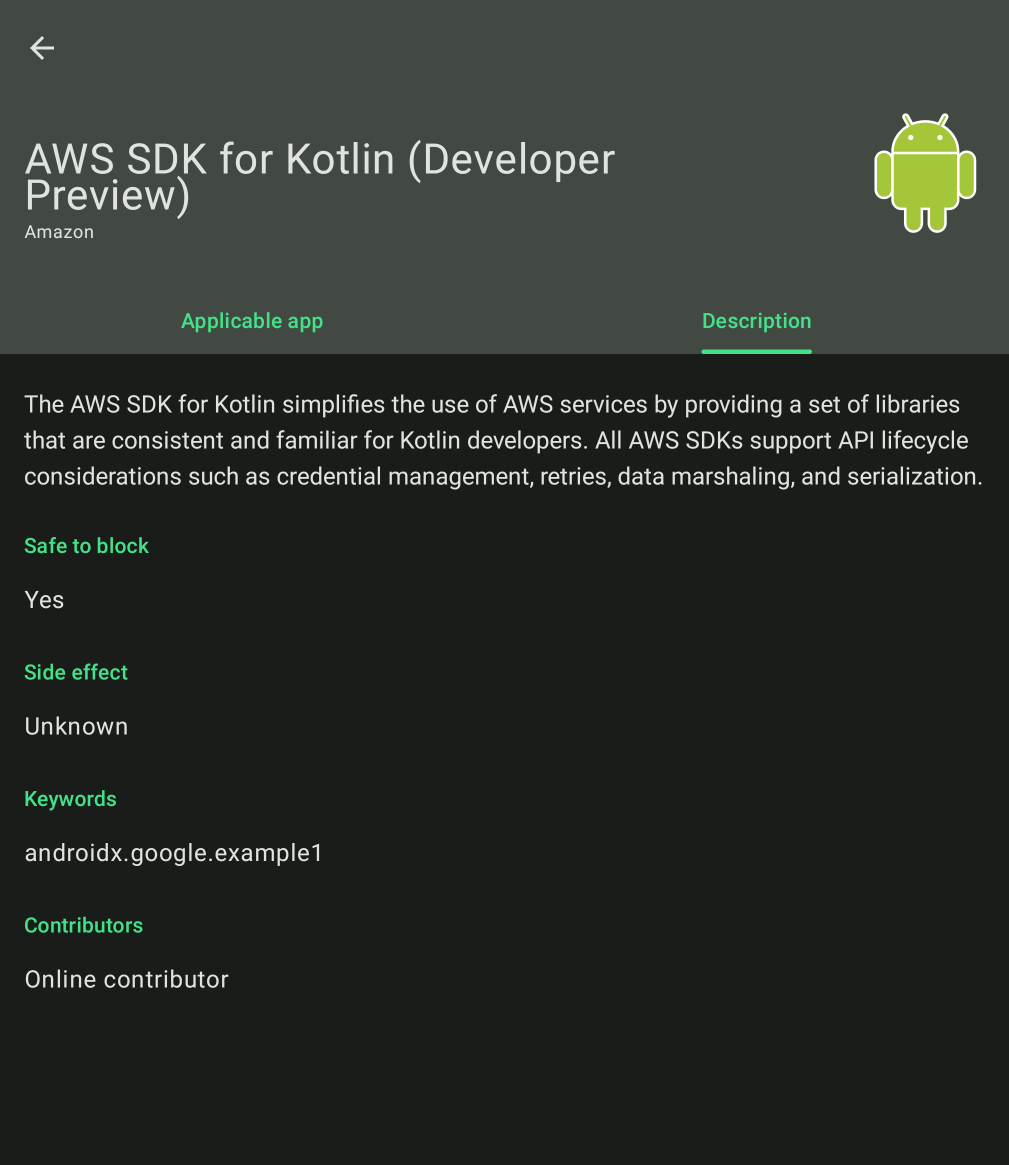 AWS SDK for Kotlin (Developer
Preview)
Amazon
Applicable app
Description
The AWS SDK for Kotlin simplifies the use of AWS services by providing a set of libraries
that are consistent and familiar for Kotlin developers. All AWS SDKs support API lifecycle
considerations such as credential management, retries, data marshaling, and serialization.
Safe to block
Yes
Side effect
Unknown
Keywords
androidx.google.example1
Contributors
Online contributor